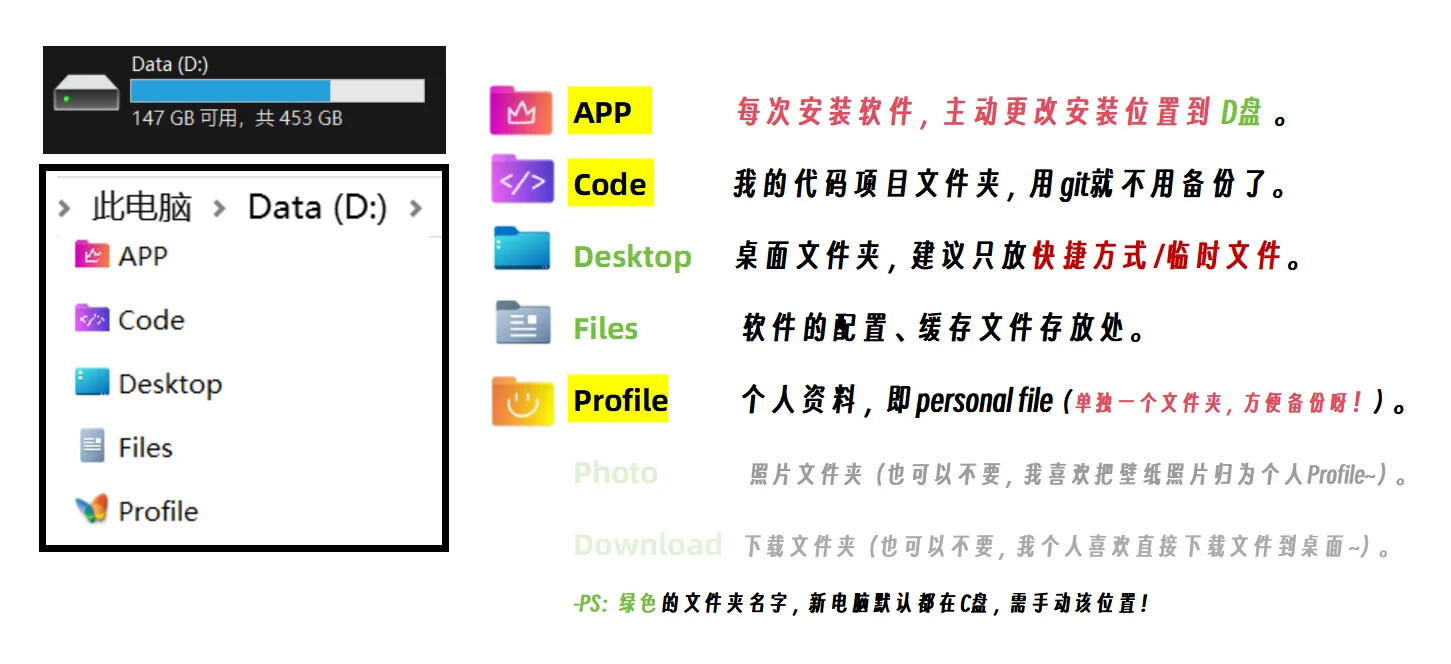 Data (D:)
147 GB 可用，共 453 GB
此电脑 > Data (D:) >
APP
Code
Desktop
Files
Profile
APP 每次安装软件，主动更改安装位置到 D盘 。
Code 我的代码项目文件夹，用git就不用备份了。
Desktop 桌面文件夹，建议只放快捷方式/临时文件。
Files 软件的配置、缓存文件存放处。
Profile 个人资料，即 personal file（单独一个文件夹，方便备份呀！）。
Photo 照片文件夹（也可以不要，我喜欢把壁纸照片归为个人Profile~）。
Download 下载文件夹（也可以不要，我个人喜欢直接下载文件到桌面~）。
-PS: 绿色的文件夹名字，新电脑默认都在C盘，需手动该位置！